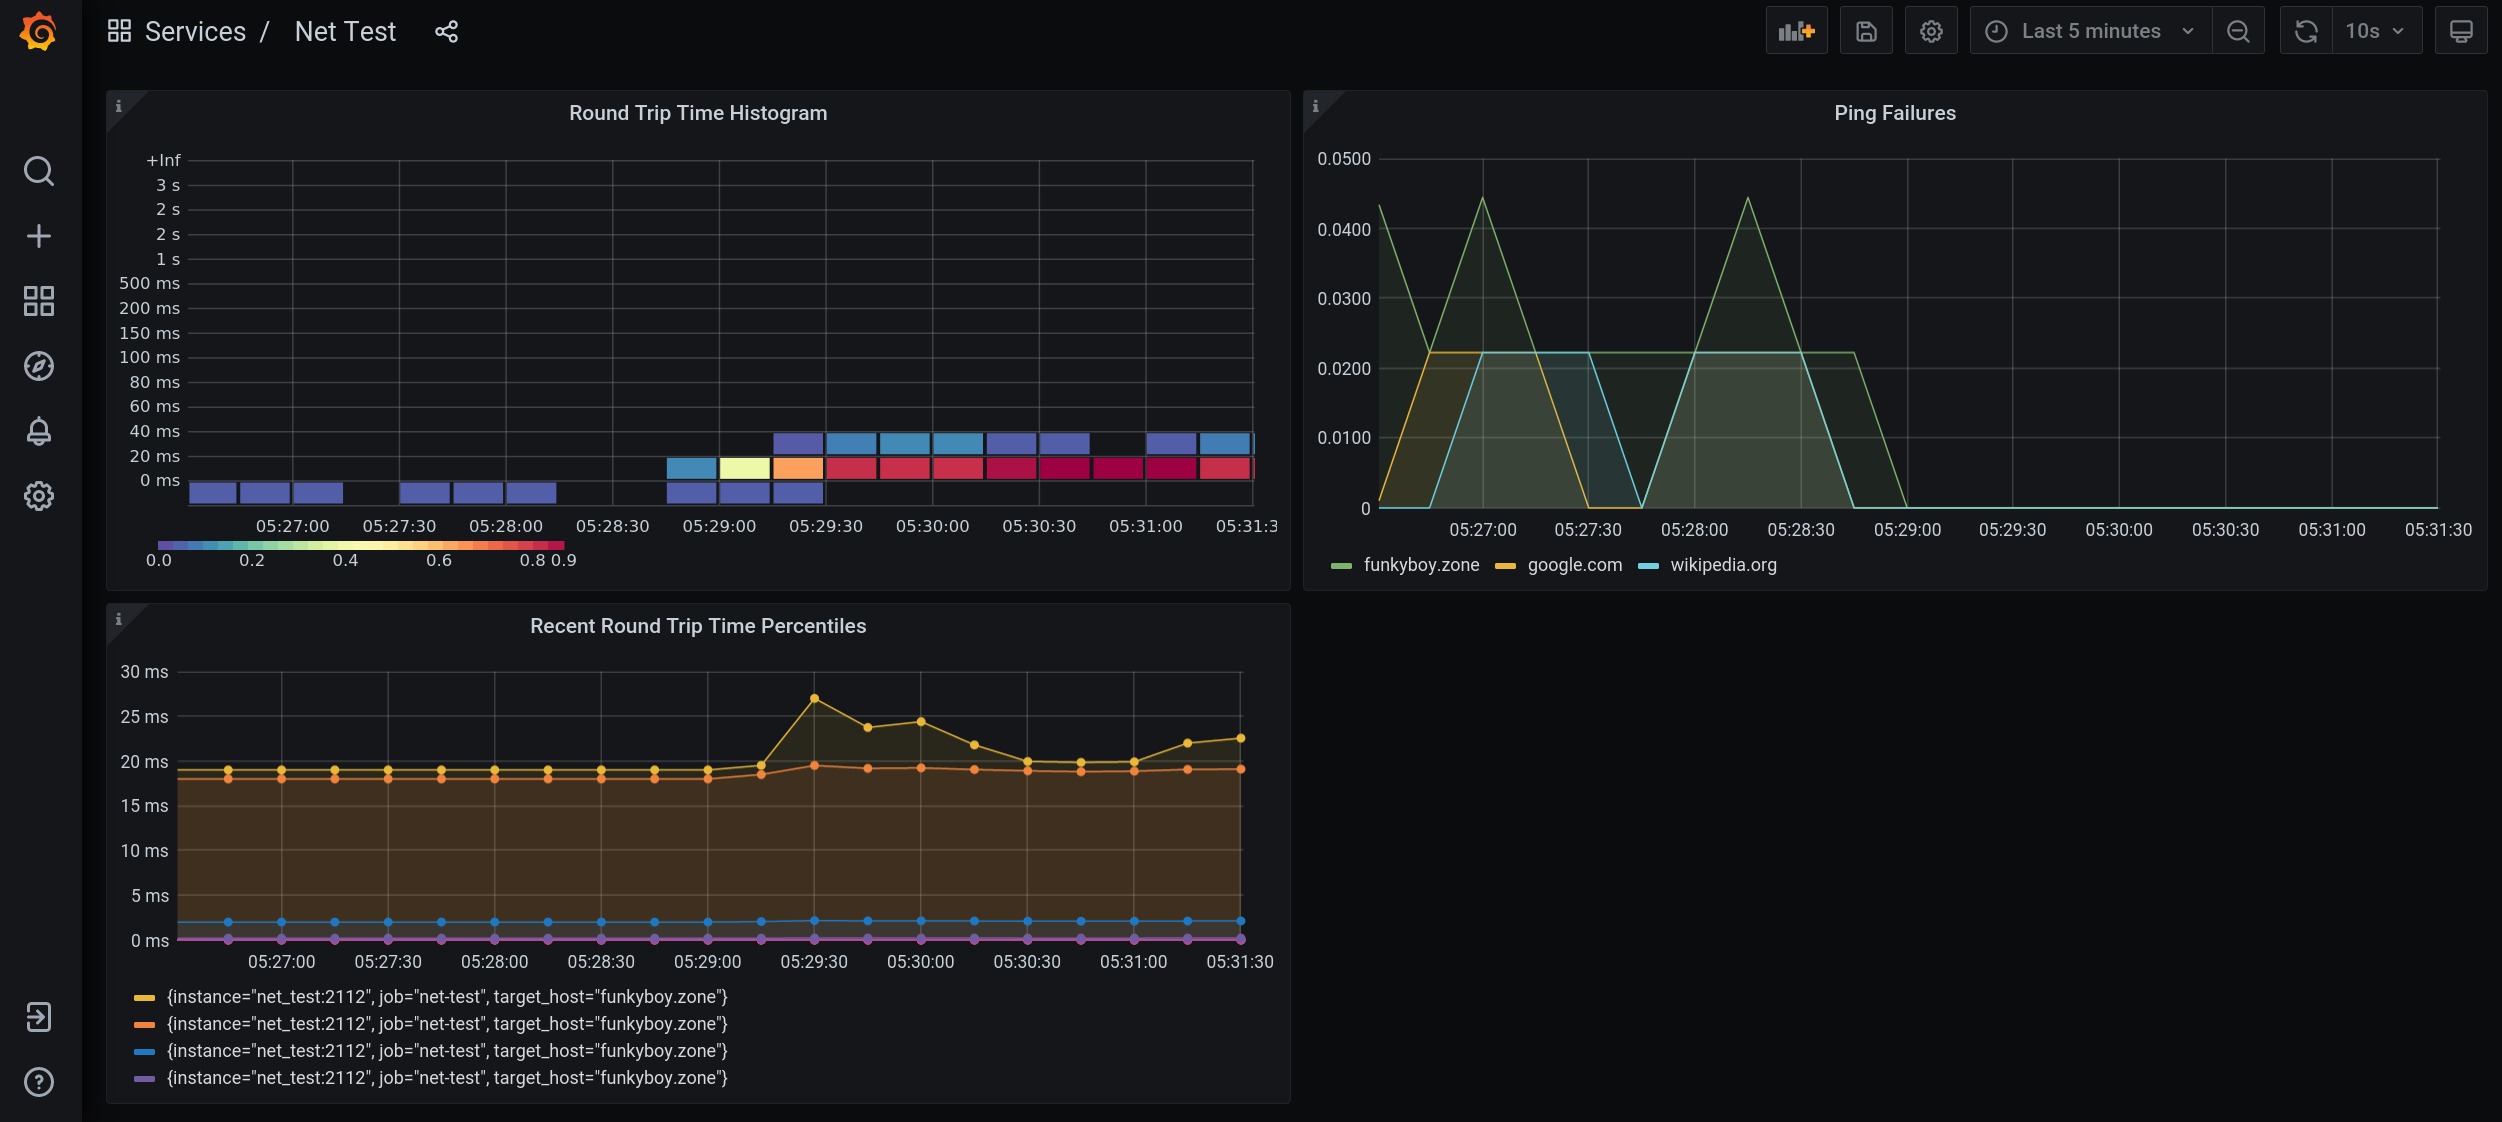 Services / Net Test
Last 5 minutes
10s
Round Trip Time Histogram
+Inf
3 s
2 s
2 s
1 s
500 ms
200 ms
150 ms
100 ms
80 ms
60 ms
40 ms
20 ms
0 ms
05:27:00 05:27:30 05:28:00 05:28:30 05:29:00 05:29:30 05:30:00 05:30:30 05:31:00 05:31:3
0.0 0.2 0.4 0.6 0.8 0.9
Ping Failures
0.0500
0.0400
0.0300
0.0200
0.0100
0
05:27:00 05:27:30 05:28:00 05:28:30 05:29:00 05:29:30 05:30:00 05:30:30 05:31:00 05:31:30
funkyboy.zone google.com wikipedia.org
Recent Round Trip Time Percentiles
30 ms
25 ms
20 ms
15 ms
10 ms
5 ms
0 ms
05:27:00 05:27:30 05:28:00 05:28:30 05:29:00 05:29:30 05:30:00 05:30:30 05:31:00 05:31:30
{instance="net_test:2112", job="net-test", target_host="funkyboy.zone"}
{instance="net_test:2112", job="net-test", target_host="funkyboy.zone"}
{instance="net_test:2112", job="net-test", target_host="funkyboy.zone"}
{instance="net_test:2112", job="net-test", target_host="funkyboy.zone"}